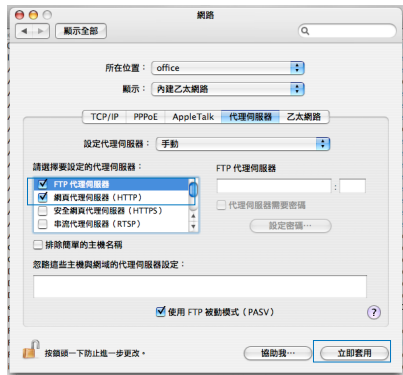 網路
顯示全部
所在位置： office
顯示： 內建乙太網路
TCP/IP PPPoE AppleTalk 代理伺服器 乙太網路
設定代理伺服器： 手動
請選擇要設定的代理伺服器：
FTP 代理伺服器
網頁代理伺服器（HTTP）
安全網頁代理伺服器（HTTPS）
串流代理伺服器（RTSP）
FTP 代理伺服器
:
代理伺服器需要密碼
設定密碼…
排除簡單的主機名稱
忽略這些主機與網域的代理伺服器設定：
使用 FTP 被動模式（PASV）
?
按鎖頭一下防止進一步更改。
協助我…
立即套用